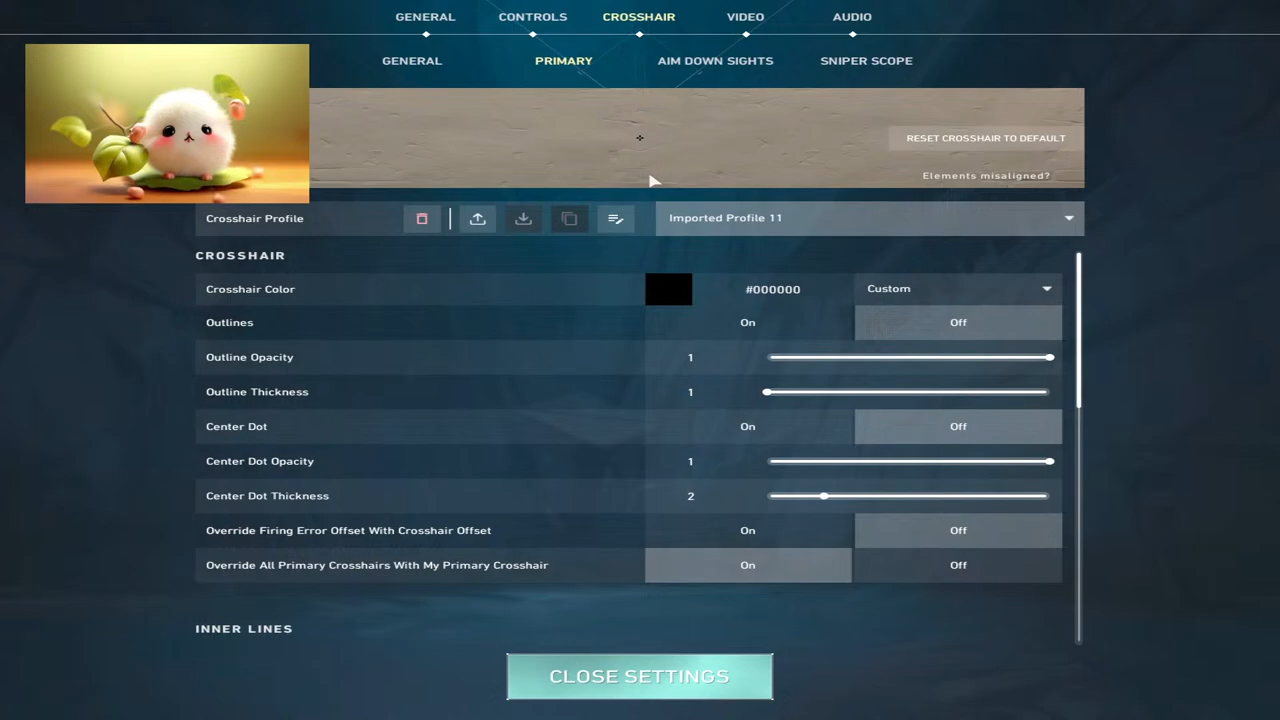 GENERAL CONTROLS CROSSHAIR VIDEO AUDIO
GENERAL PRIMARY AIM DOWN SIGHTS SNIPER SCOPE
RESET CROSSHAIR TO DEFAULT
Elements misaligned?
Crosshair Profile Imported Profile 11
CROSSHAIR
Crosshair Color #000000 Custom
Outlines On Off
Outline Opacity 1
Outline Thickness 1
Center Dot On Off
Center Dot Opacity 1
Center Dot Thickness 2
Override Firing Error Offset With Crosshair Offset On Off
Override All Primary Crosshairs With My Primary Crosshair On Off
INNER LINES
CLOSE SETTINGS